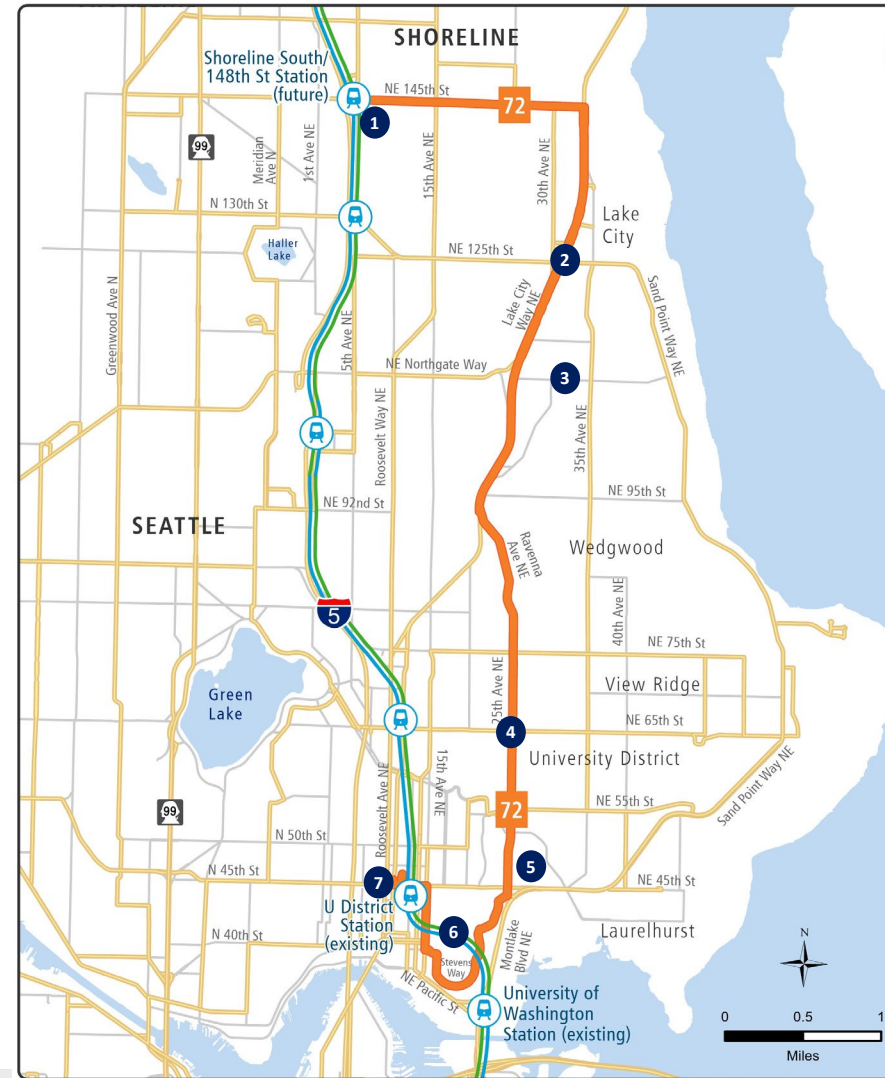 SHORELINE
Shoreline South/
148th St Station
(future)
NE 145th St
72
1
99
Meridian
Ave N
1st Ave NE
15th Ave NE
30th Ave NE
N 130th St
Lake
City
Haller
Lake
NE 125th St
2
Greenwood Ave N
Lake City
Way NE
Sand Point Way NE
5th Ave NE
NE Northgate Way
3
Roosevelt Way NE
35th Ave NE
NE 95th St
NE 92nd St
SEATTLE
Ravenna
Ave NE
Wedgwood
5
40th Ave NE
NE 75th St
Green
Lake
25th Ave NE
View Ridge
NE 65th St
4
University District
15th Ave NE
Roosevelt Ave NE
Sand Point Way NE
99
72
NE 55th St
N 50th St
5
N 45th St
7
NE 45th St
U District
Station
(existing)
6
N 40th St
Laurelhurst
Montlake
Blvd NE
Stevens
Way
NE Pacific St
University of
Washington
Station (existing)
N
0 0.5 1
Miles